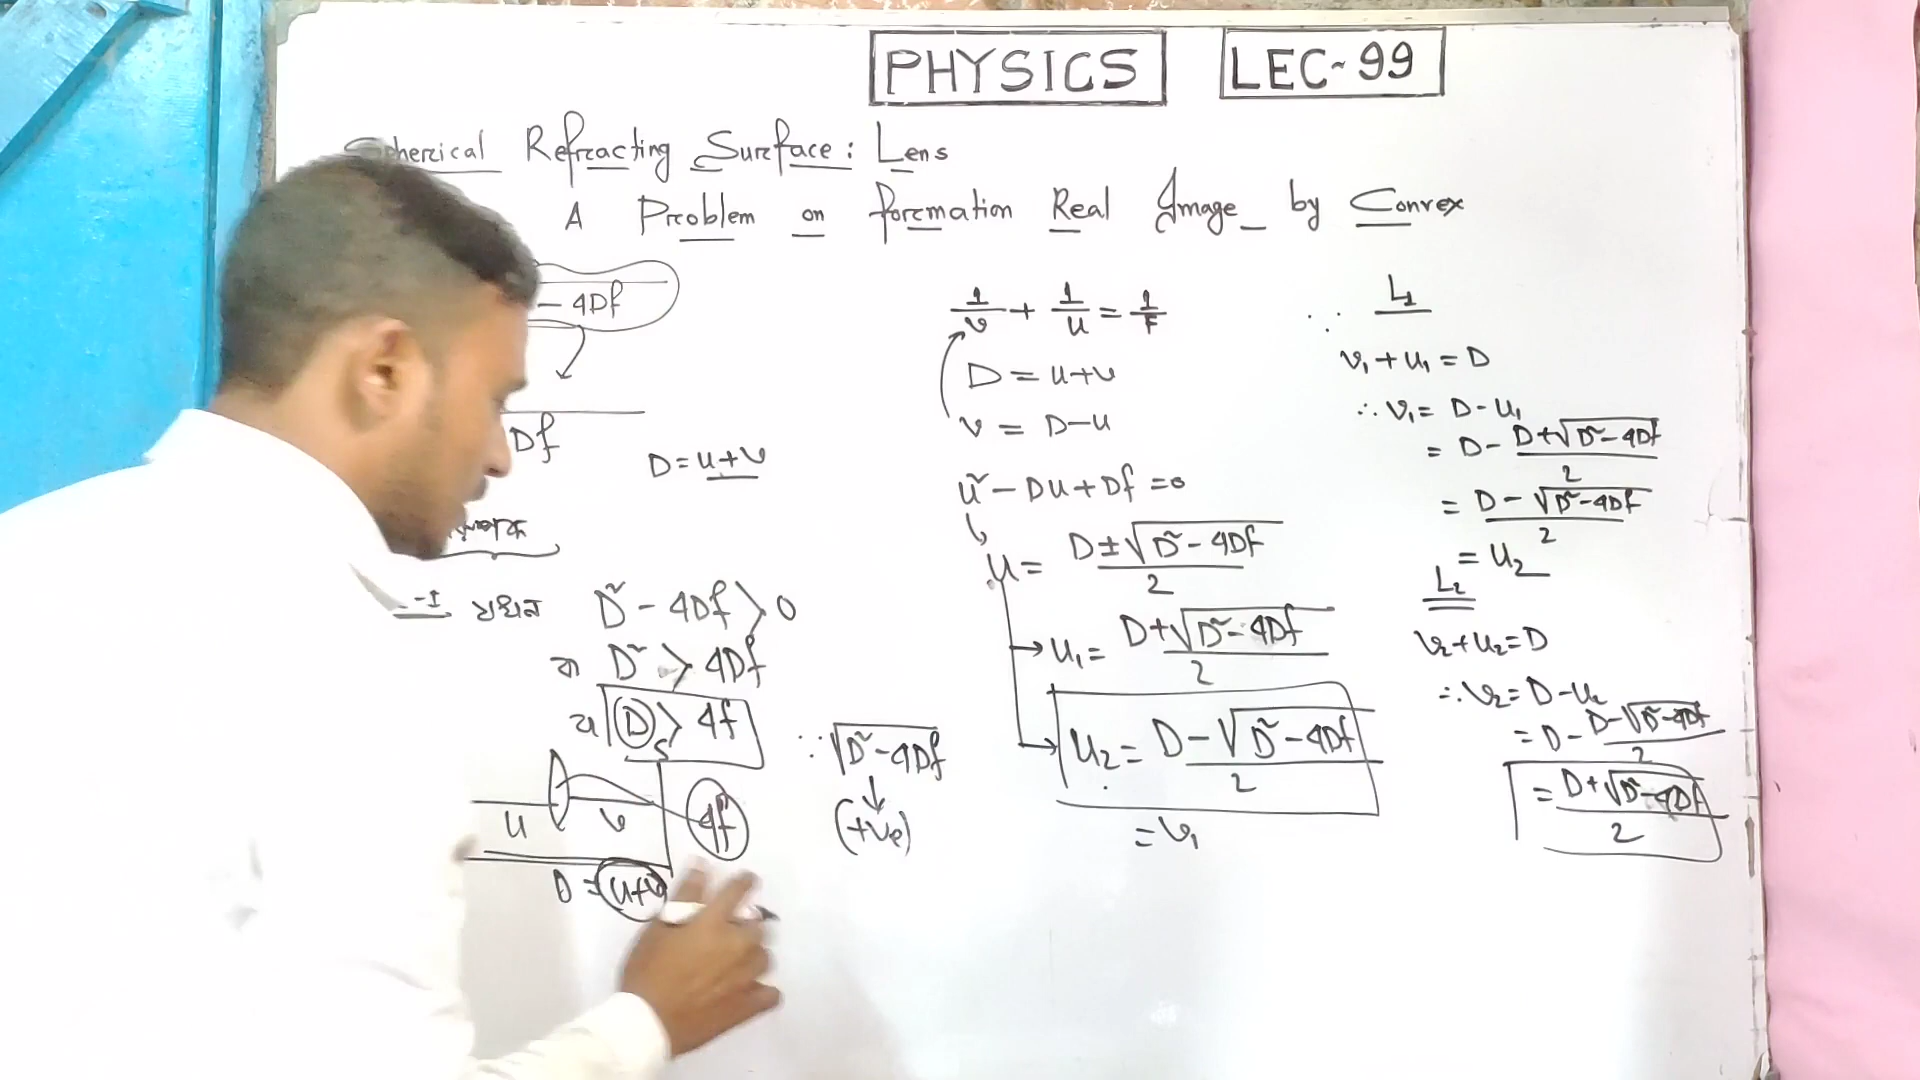 PHYSICS LEC-99
Spherical Refracting Surface: Lens
A Problem on formation Real Image by Convex
- 4Df
Df
D = u+v
-I যখন D² - 4Df > 0
বা D² > 4Df
বা D > 4f
S
u v 4f
D = u+v
∵ √D² - 4Df
(+ve)
1/v + 1/u = 1/F
D = u+v
v = D-u
u² - Du + Df = 0
u = D±√D² - 4Df / 2
u₁ = D+√D² - 4Df / 2
u₂ = D-√D² - 4Df / 2
= v₁
∵ L₁
v₁ + u₁ = D
∴ v₁ = D - u₁
= D - D+√D² - 4Df / 2
= D - √D² - 4Df / 2
= u₂
L₂
v₂ + u₂ = D
∴ v₂ = D - u₂
= D - D-√D² - 4Df / 2
= D+√D² - 4Df / 2